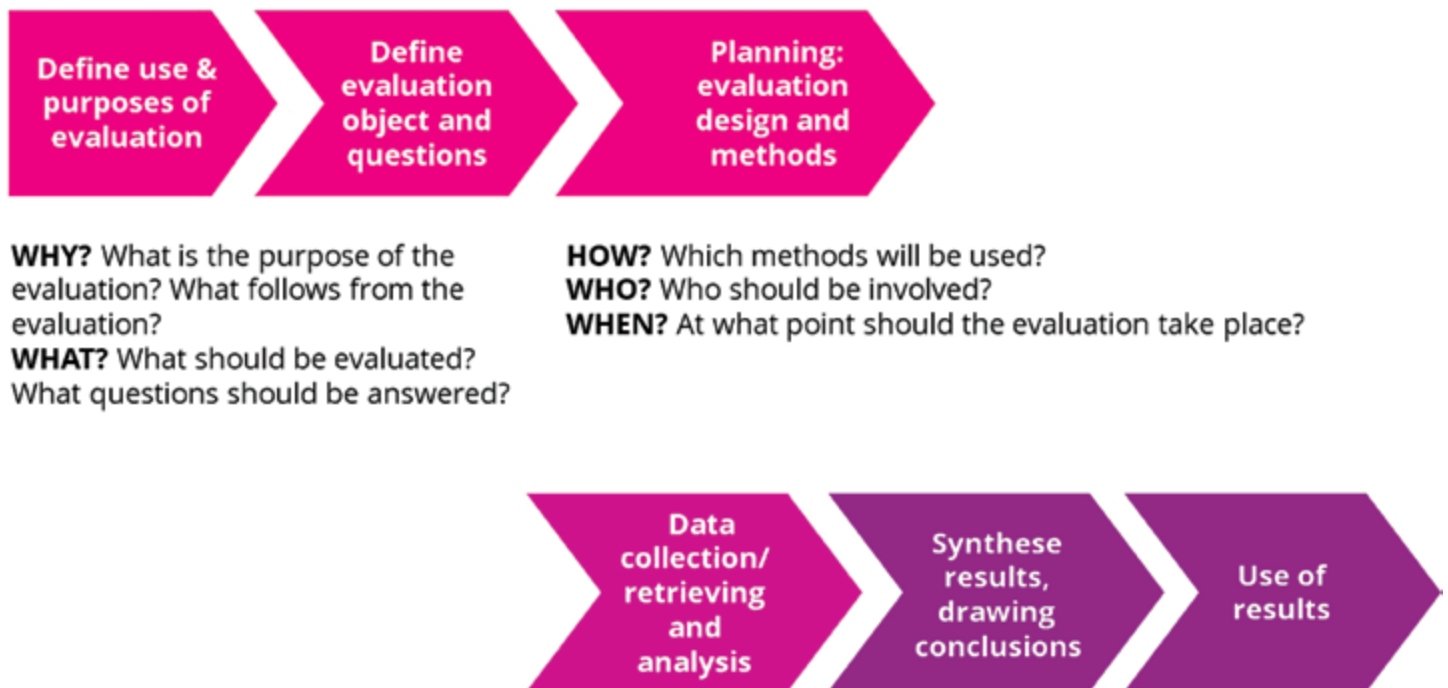 Define use &
purposes of
evaluation
Define
evaluation
object and
questions
Planning:
evaluation
design and
methods
WHY? What is the purpose of the
evaluation? What follows from the
evaluation?
WHAT? What should be evaluated?
What questions should be answered?
HOW? Which methods will be used?
WHO? Who should be involved?
WHEN? At what point should the evaluation take place?
Data
collection/
retrieving
and
analysis
Synthese
results,
drawing
conclusions
Use of
results